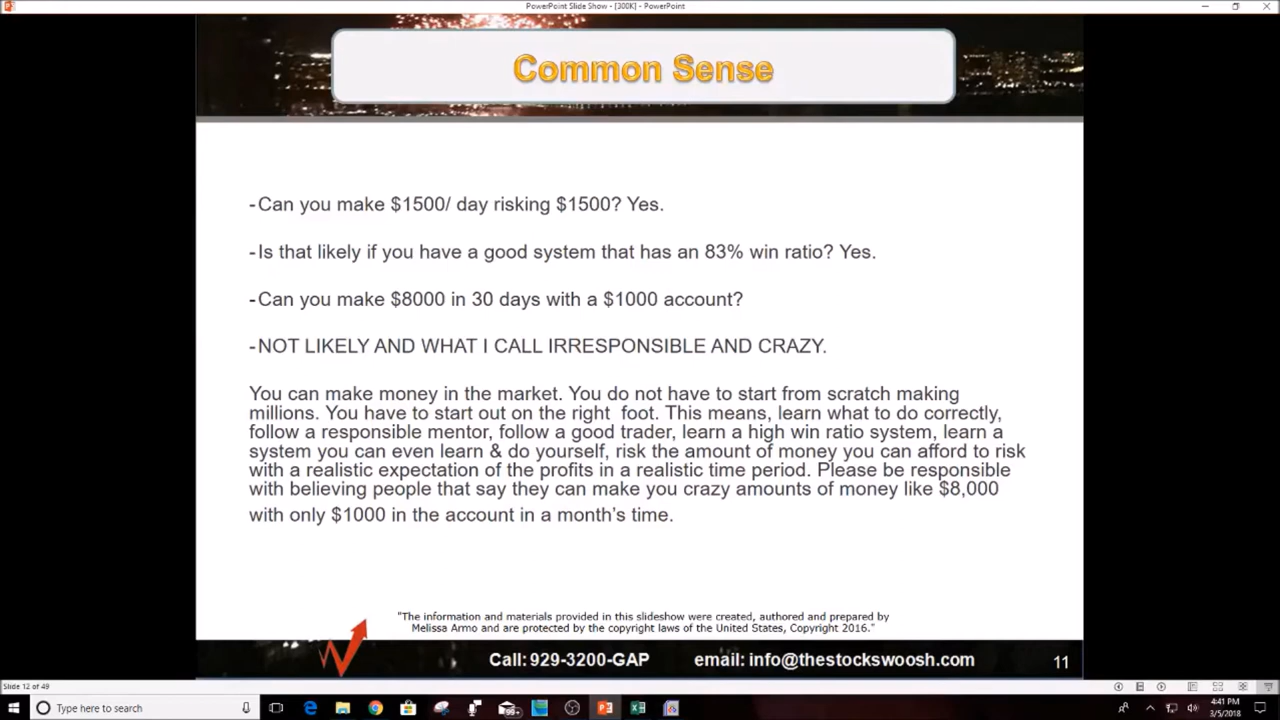 PowerPoint Slide Show - [300K] - PowerPoint
Common Sense
-Can you make $1500/ day risking $1500? Yes.
-Is that likely if you have a good system that has an 83% win ratio? Yes.
-Can you make $8000 in 30 days with a $1000 account?
-NOT LIKELY AND WHAT I CALL IRRESPONSIBLE AND CRAZY.
You can make money in the market. You do not have to start from scratch making
millions. You have to start out on the right foot. This means, learn what to do correctly,
follow a responsible mentor, follow a good trader, learn a high win ratio system, learn a
system you can even learn & do yourself, risk the amount of money you can afford to risk
with a realistic expectation of the profits in a realistic time period. Please be responsible
with believing people that say they can make you crazy amounts of money like $8,000
with only $1000 in the account in a month's time.
"The information and materials provided in this slideshow were created, authored and prepared by
Melissa Armo and are protected by the copyright laws of the United States, Copyright 2016."
Call: 929-3200-GAP email: info@thestockswoosh.com 11
Slide 12 of 49
Type here to search
99+
4:41 PM
3/5/2018